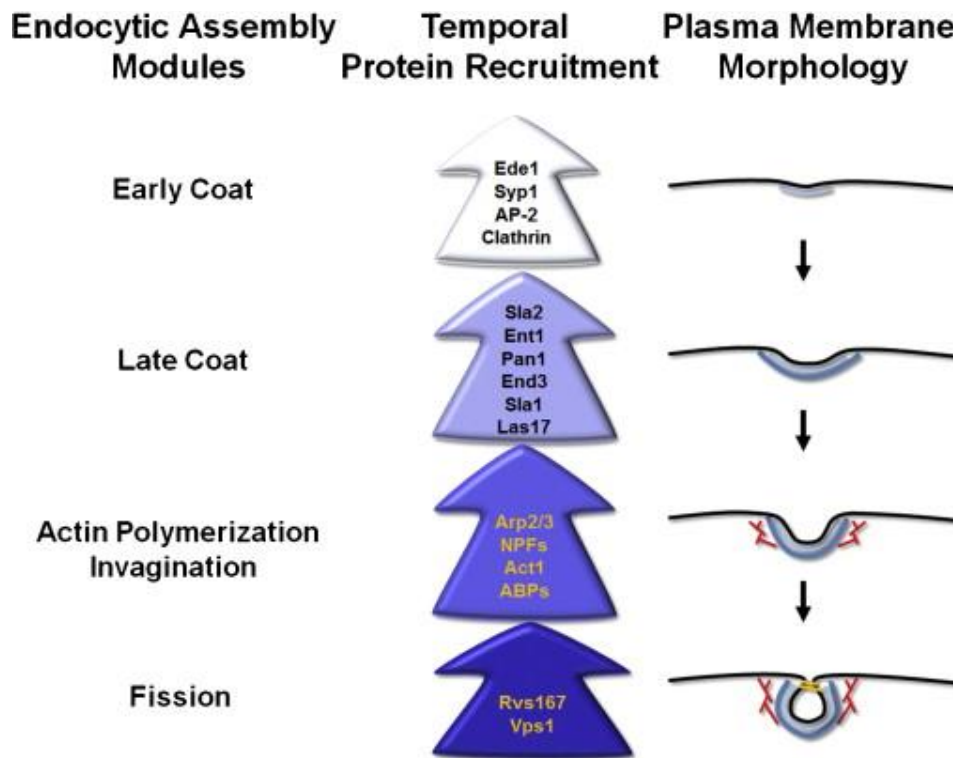 Endocytic Assembly
Modules
Temporal
Protein Recruitment
Plasma Membrane
Morphology
Early Coat
Ede1
Syp1
AP-2
Clathrin
Late Coat
Sla2
Ent1
Pan1
End3
Sla1
Las17
Actin Polymerization
Invagination
Arp2/3
NPFs
Act1
ABPs
Fission
Rvs167
Vps1